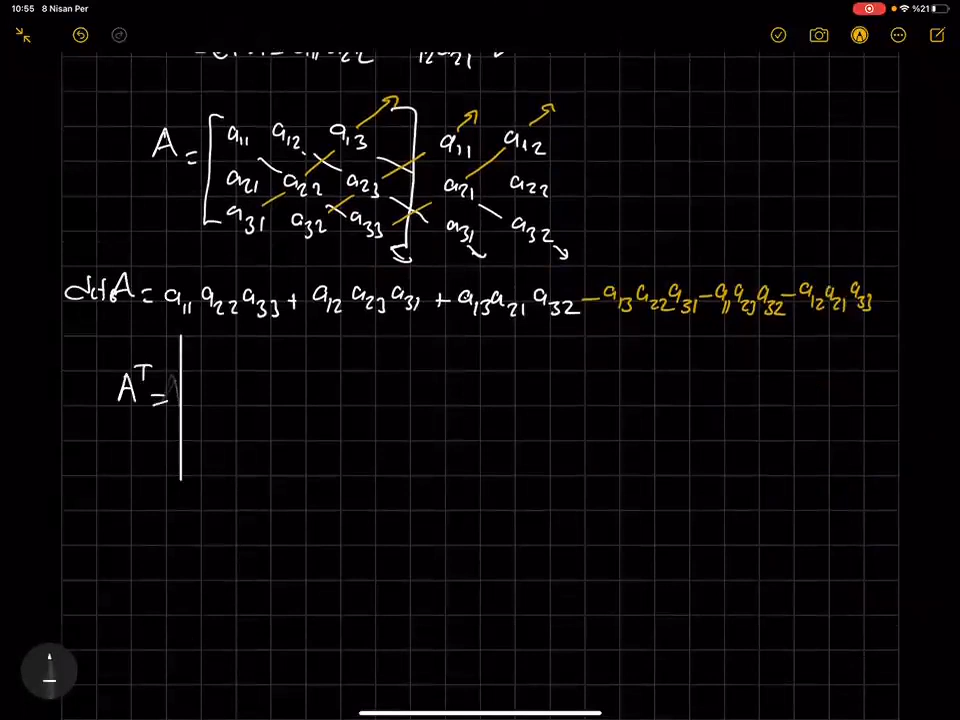 10:55 8 Nisan Per %21
A = [ a11 a12 a13 ] a11 a12
a21 a22 a23 a21 a22
a31 a32 a33 a31 a32
A = a11 a22 a33 + a12 a23 a31 + a13 a21 a32 - a13 a22 a31 - a11 a23 a32 - a12 a21 a33
A^T =